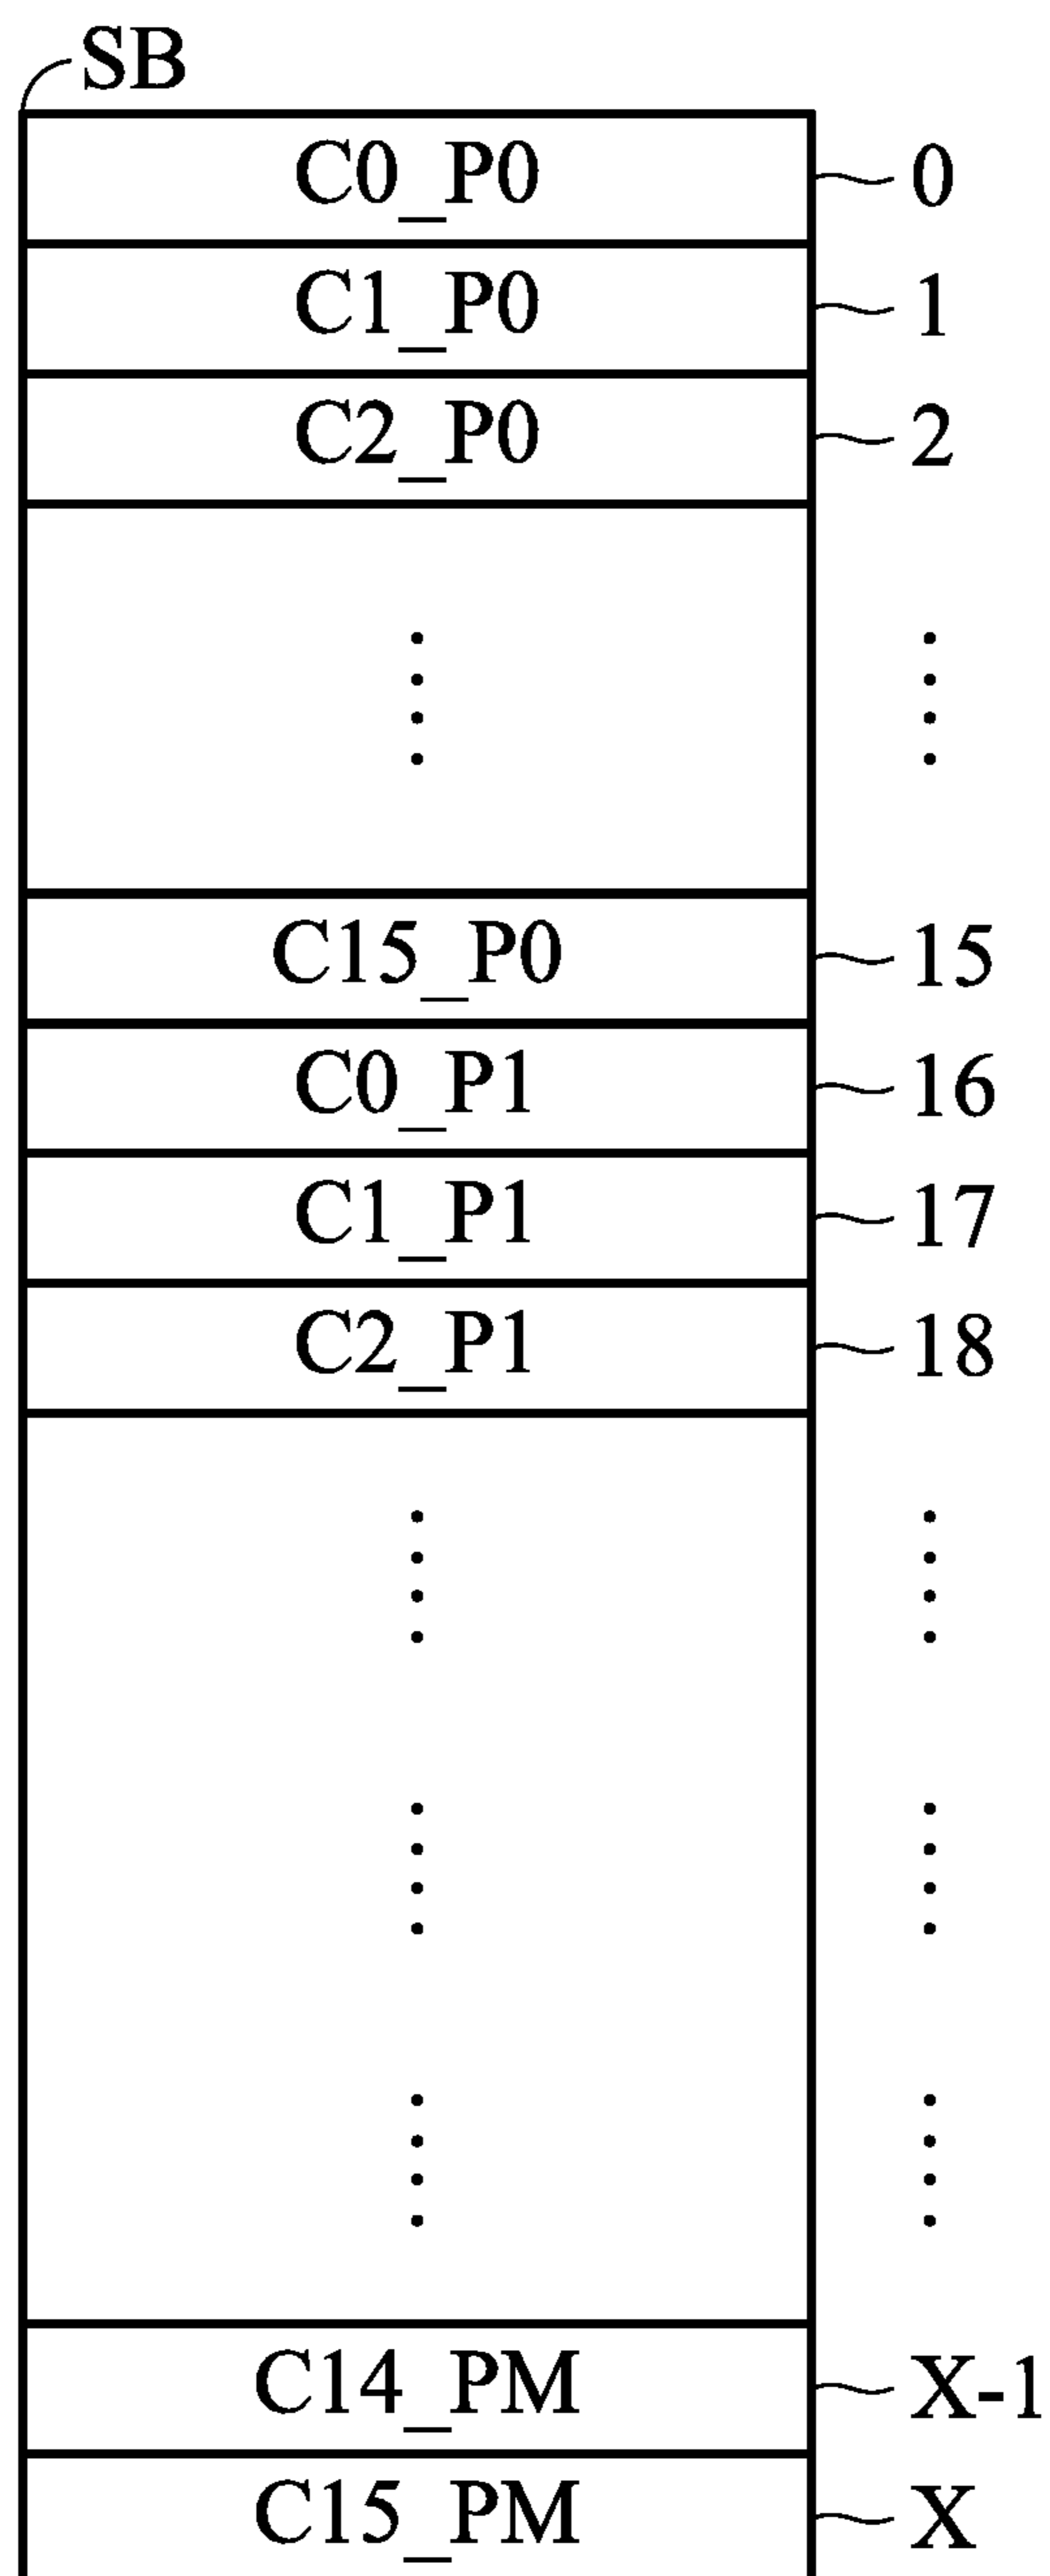 SB
C0_P0 0
C1_P0 1
C2_P0 2
C15_P0 15
C0_P1 16
C1_P1 17
C2_P1 18
C14_PM X-1
C15_PM X